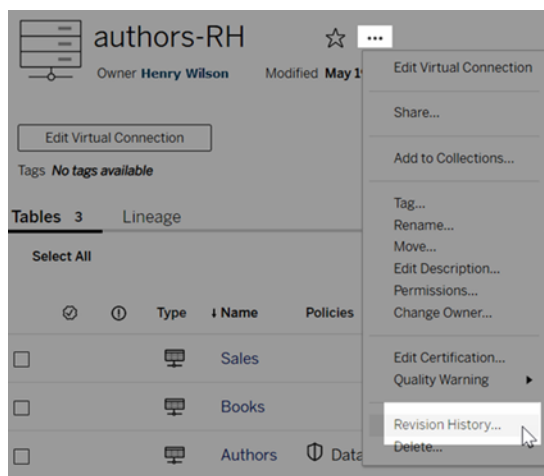 authors-RH
...
Owner Henry Wilson Modified May 1
Edit Virtual Connection
Tags No tags available
Tables 3 Lineage
Select All
Type ↓ Name Policies
Sales
Books
Authors Data
Edit Virtual Connection
Share...
Add to Collections...
Tag...
Rename...
Move...
Edit Description...
Permissions...
Change Owner...
Edit Certification...
Quality Warning
Revision History...
Delete...